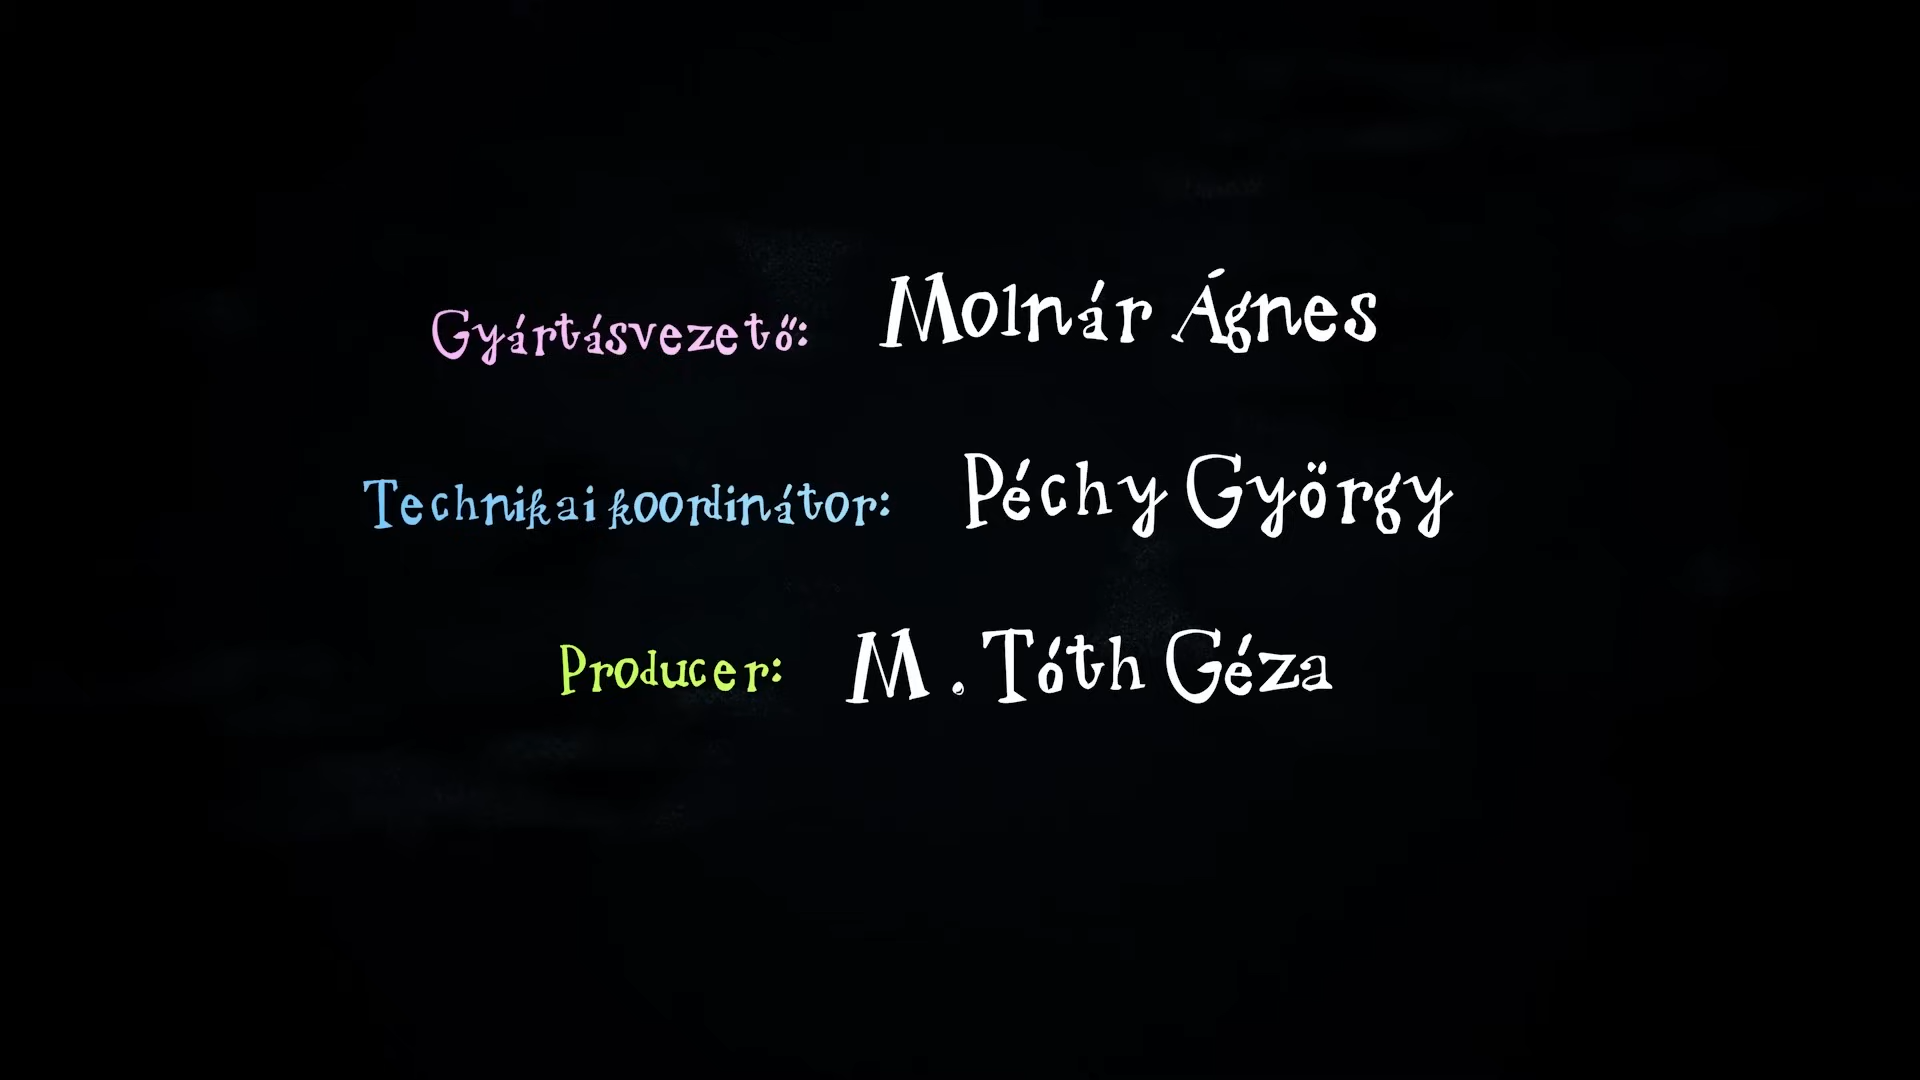 Gyártásvezető: Molnár Ágnes
Technikai koordinátor: Péchy György
Producer: M. Tóth Géza